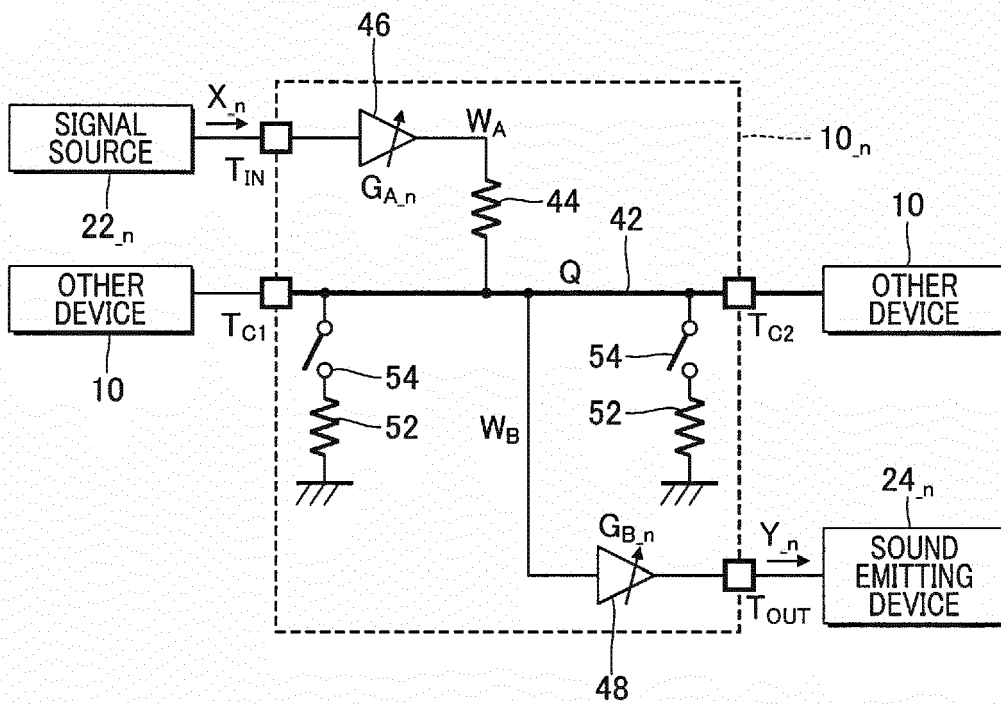 46
X_n
SIGNAL
SOURCE
W_A
10_n
T_IN
G_A_n
22_n
44
42
10
OTHER
DEVICE
Q
OTHER
DEVICE
T_C1
T_C2
10
54
54
52
52
W_B
24_n
G_B_n
Y_n
SOUND
EMITTING
DEVICE
T_OUT
48